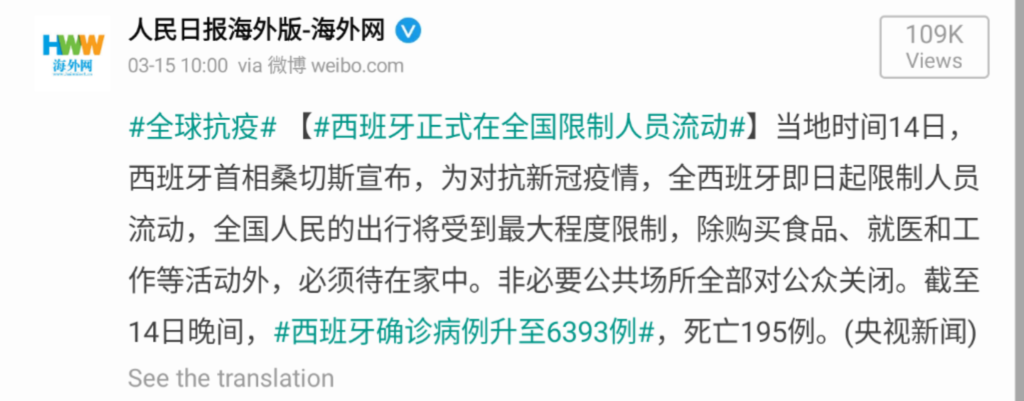 人民日报海外版-海外网
03-15 10:00 via 微博 weibo.com
109K
Views
HWW
海外网
#全球抗疫# 【#西班牙正式在全国限制人员流动#】当地时间14日，
西班牙首相桑切斯宣布，为对抗新冠疫情，全西班牙即日起限制人员
流动，全国人民的出行将受到最大程度限制，除购买食品、就医和工
作等活动外，必须待在家中。非必要公共场所全部对公众关闭。截至
14日晚间，#西班牙确诊病例升至6393例#，死亡195例。(央视新闻)
See the translation